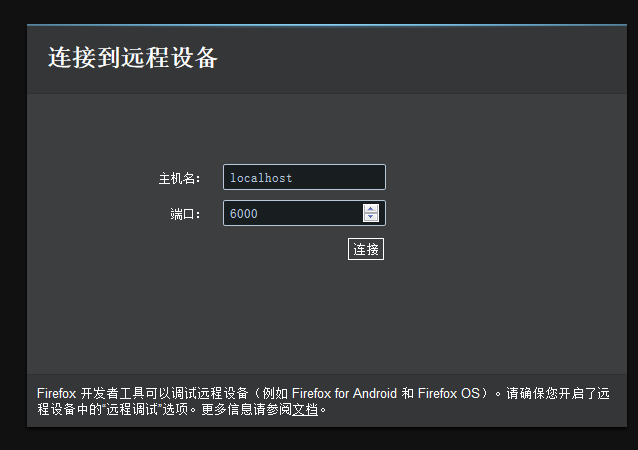 连接到远程设备
主机名： localhost
端口： 6000
连接
Firefox 开发者工具可以调试远程设备（例如 Firefox for Android 和 Firefox OS）。请确保您开启了远
程设备中的"远程调试"选项。更多信息请参阅文档。